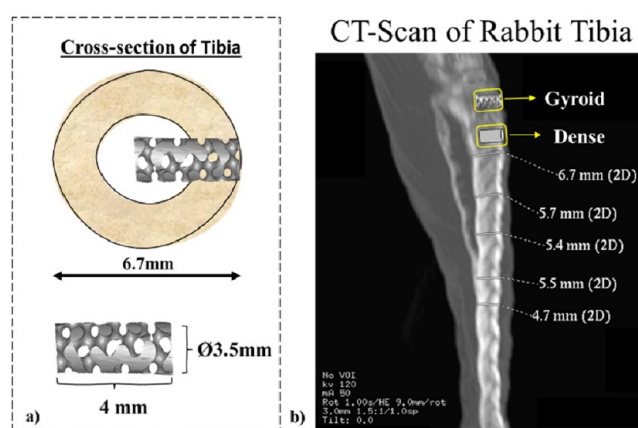 Cross-section of Tibia
6.7mm
Ø3.5mm
4 mm
a)
CT-Scan of Rabbit Tibia
Gyroid
Dense
6.7 mm (2D)
5.7 mm (2D)
5.4 mm (2D)
5.5 mm (2D)
4.7 mm (2D)
No VOI
kv 120
mA 50
Rot 1.00s/HE 9.0mm/rot
3.0mm 1.5:1/1.0sp
Tilt: 0.0
b)